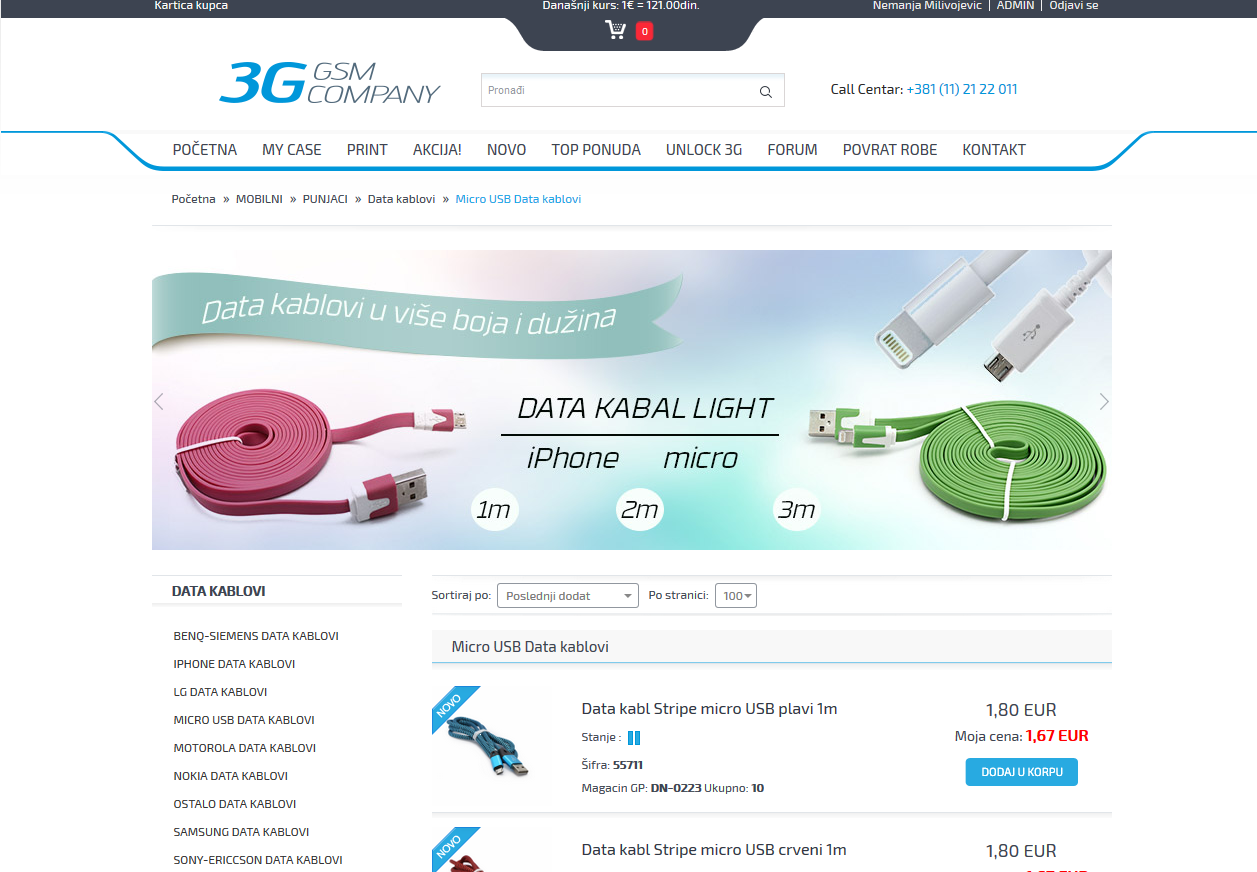 Kartica kupca
Današnji kurs: 1€ = 121.00din.
Nemanja Milivojevic | ADMIN | Odjavi se
0
3G GSM COMPANY
Pronađi
Call Centar: +381 (11) 21 22 011
POČETNA MY CASE PRINT AKCIJA! NOVO TOP PONUDA UNLOCK 3G FORUM POVRAT ROBE KONTAKT
Početna » MOBILNI » PUNJACI » Data kablovi » Micro USB Data kablovi
Data kablovi u više boja i dužina
DATA KABAL LIGHT
iPhone micro
1m 2m 3m
DATA KABLOVI
BENQ-SIEMENS DATA KABLOVI
IPHONE DATA KABLOVI
LG DATA KABLOVI
MICRO USB DATA KABLOVI
MOTOROLA DATA KABLOVI
NOKIA DATA KABLOVI
OSTALO DATA KABLOVI
SAMSUNG DATA KABLOVI
SONY-ERICCSON DATA KABLOVI
Sortiraj po: Poslednji dodat Po stranici: 100
Micro USB Data kablovi
NOVO
Data kabl Stripe micro USB plavi 1m
Stanje :
Šifra: 55711
Magacin GP: DN-0223 Ukupno: 10
1,80 EUR
Moja cena: 1,67 EUR
DODAJ U KORPU
NOVO
Data kabl Stripe micro USB crveni 1m
1,80 EUR